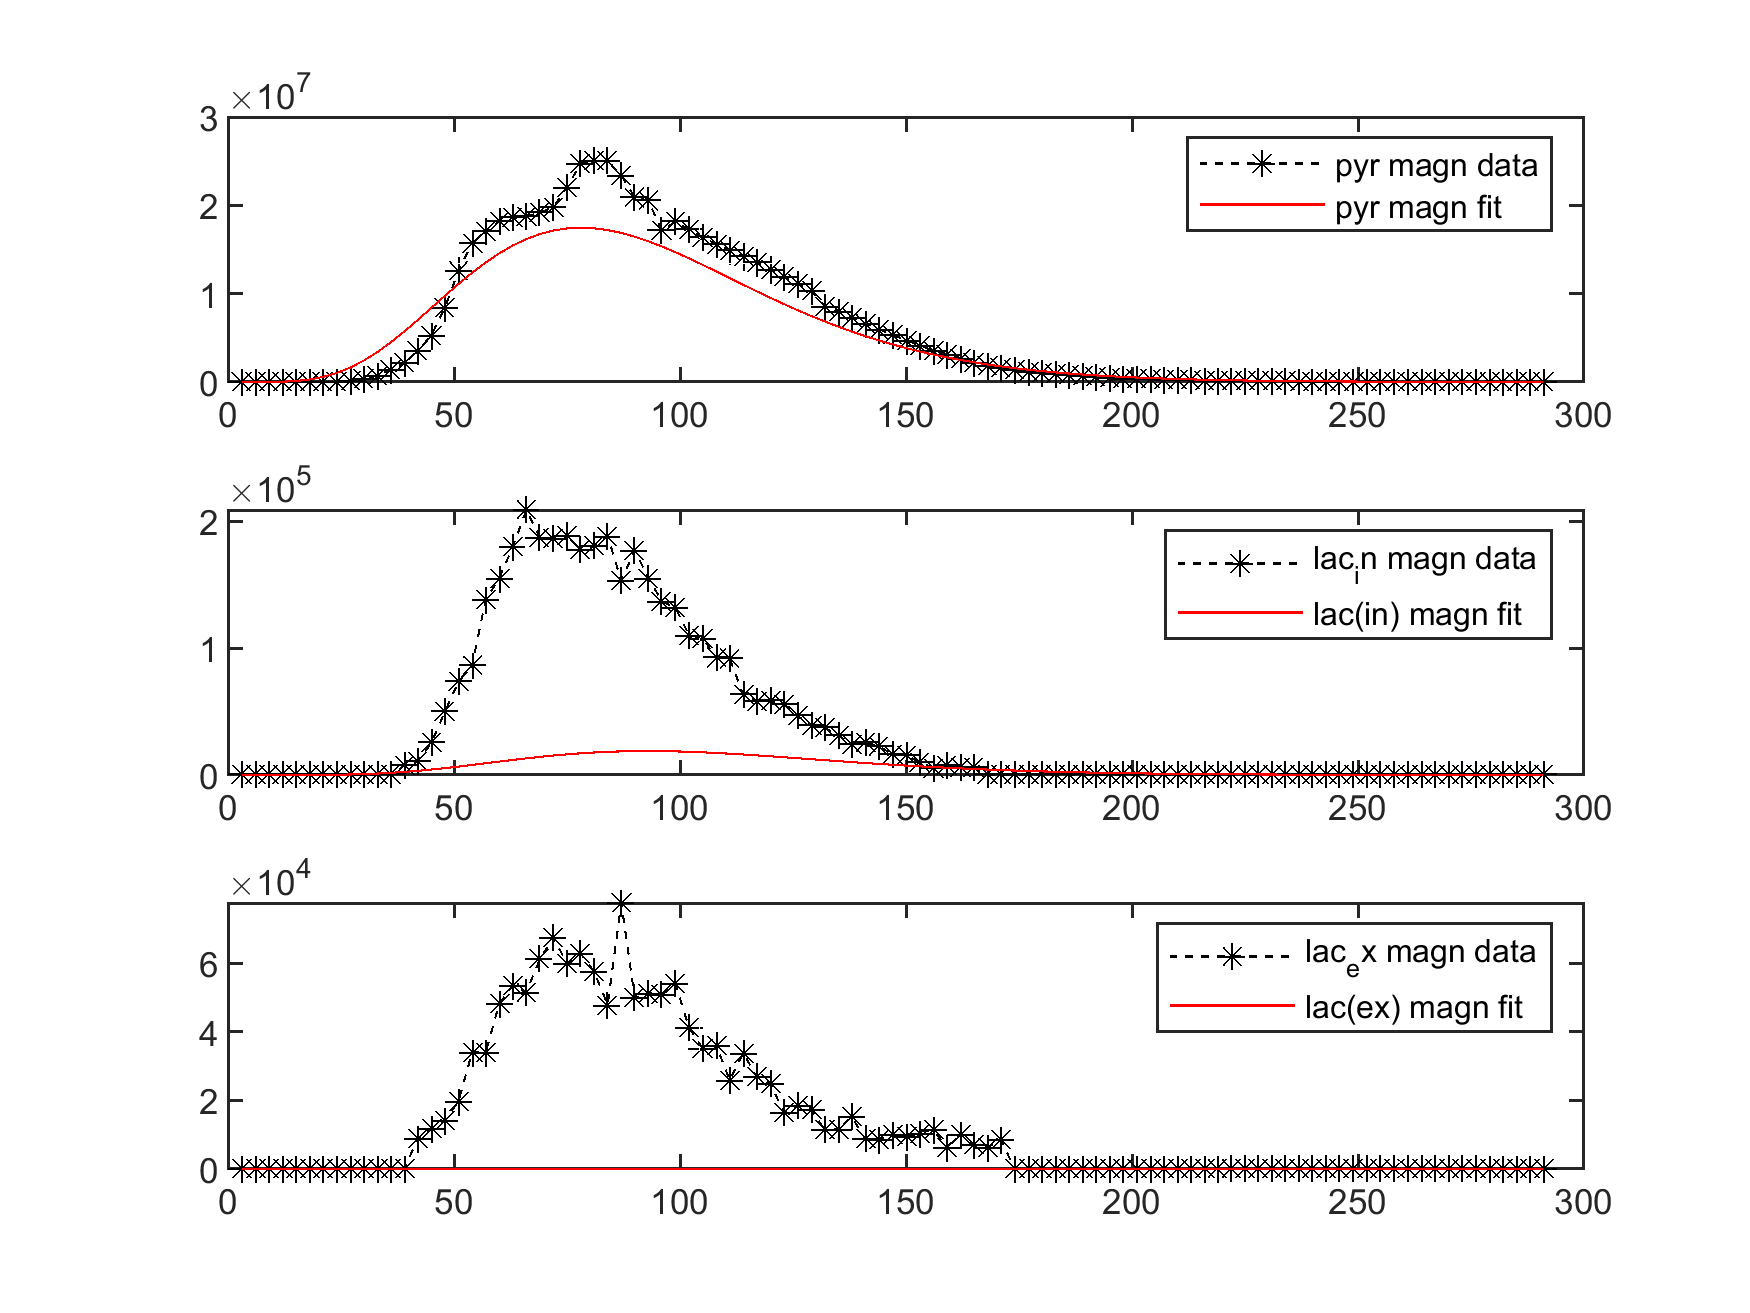 ×10^7
3
2
1
0
0 50 100 150 200 250 300
pyr magn data
pyr magn fit
×10^5
2
1
0
0 50 100 150 200 250 300
lac_in magn data
lac(in) magn fit
×10^4
6
4
2
0
0 50 100 150 200 250 300
lac_ex magn data
lac(ex) magn fit